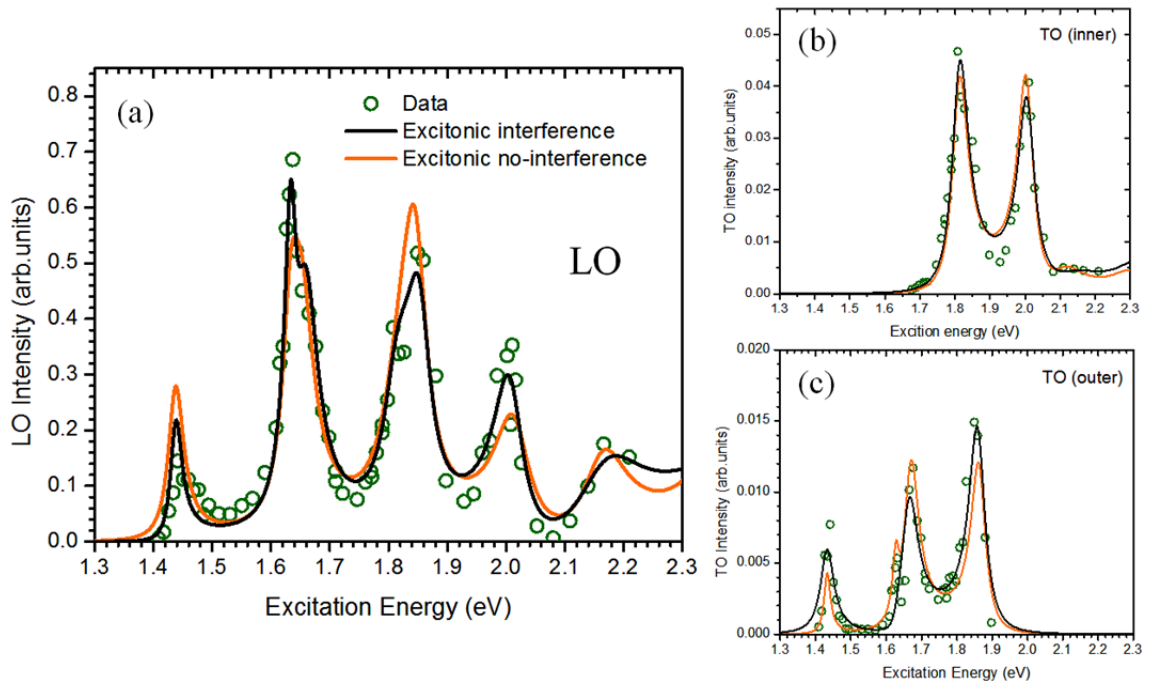 (a)
Data
Excitonic interference
Excitonic no-interference
LO
LO Intensity (arb.units)
0.8
0.7
0.6
0.5
0.4
0.3
0.2
0.1
0.0
1.3 1.4 1.5 1.6 1.7 1.8 1.9 2.0 2.1 2.2 2.3
Excitation Energy (eV)
(b)
TO (inner)
TO intensity (arb.units)
0.05
0.04
0.03
0.02
0.01
0.00
1.3 1.4 1.5 1.6 1.7 1.8 1.9 2.0 2.1 2.2 2.3
Excition energy (eV)
(c)
TO (outer)
TO Intensity (arb.units)
0.020
0.015
0.010
0.005
0.000
1.3 1.4 1.5 1.6 1.7 1.8 1.9 2.0 2.1 2.2 2.3
Excitation Energy (eV)